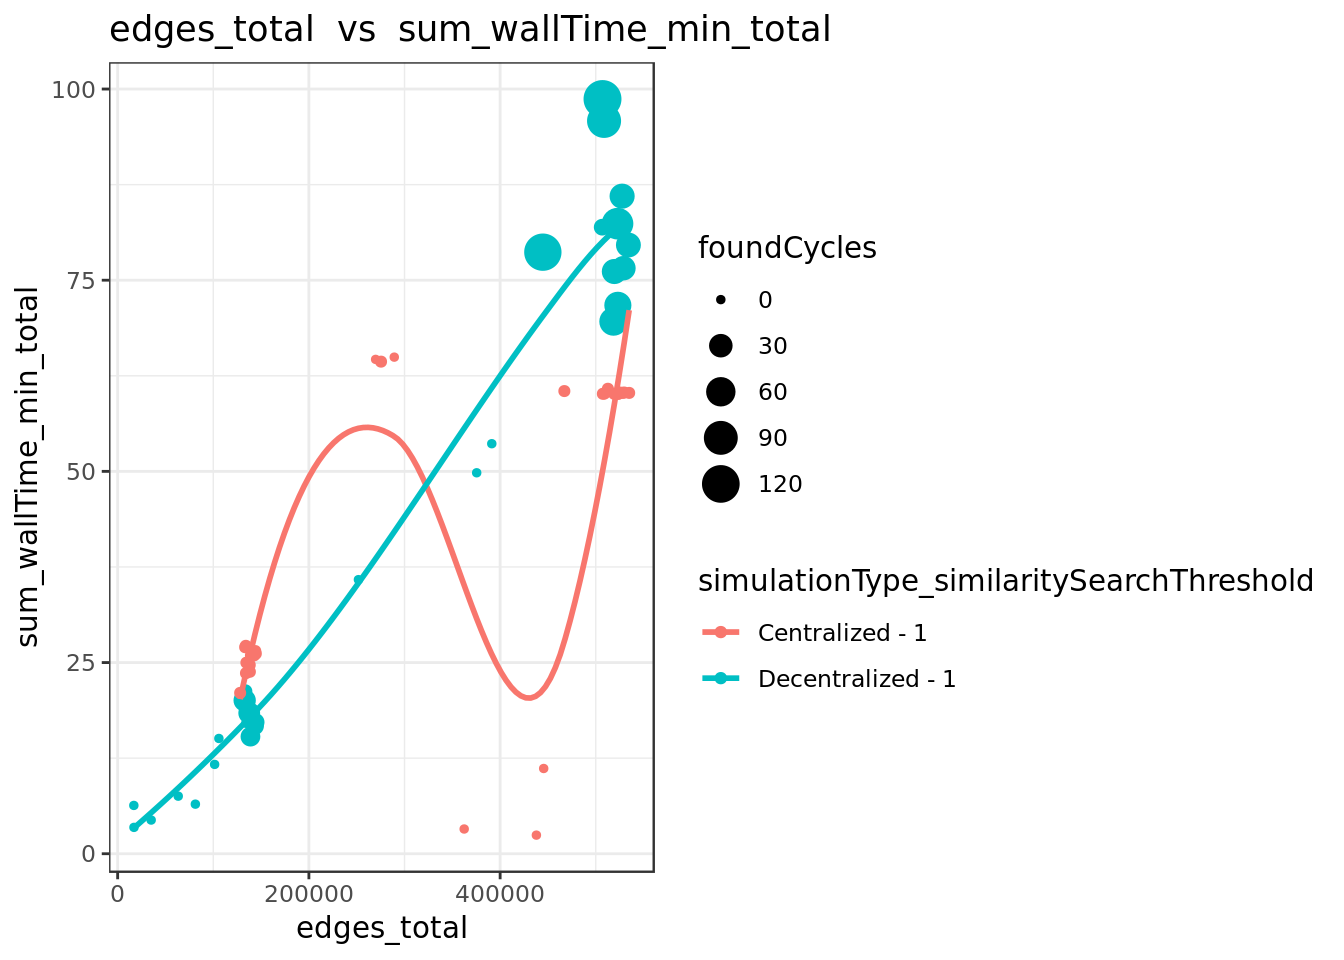 edges_total vs sum_wallTime_min_total
100
75
50
25
0
sum_wallTime_min_total
0
200000
400000
edges_total
foundCycles
0
30
60
90
120
simulationType_similaritySearchThreshold
Centralized - 1
Decentralized - 1